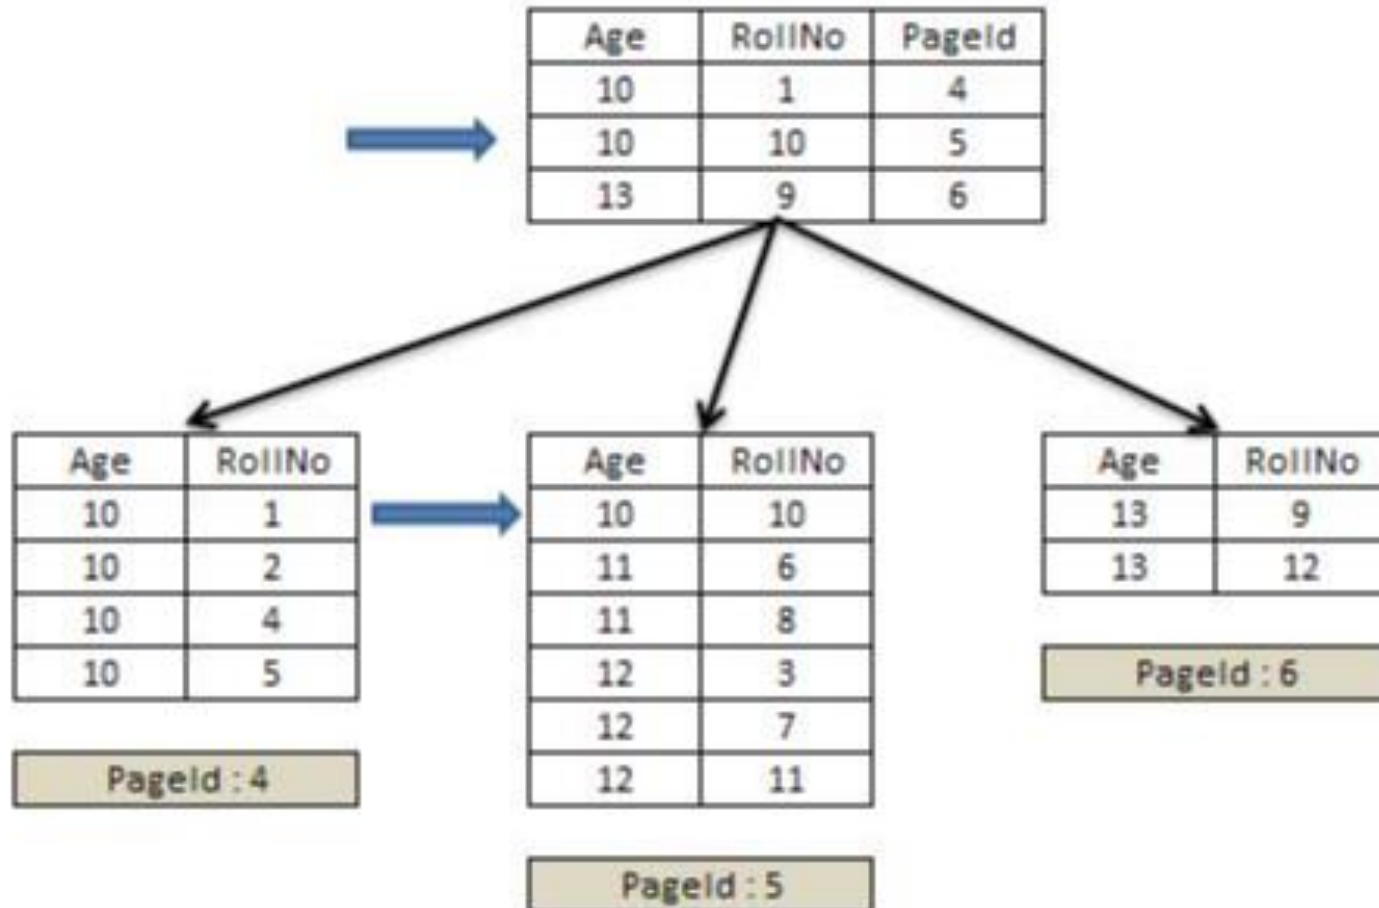 Age RollNo PageId
10 1 4
10 10 5
13 9 6
Age RollNo
10 1
10 2
10 4
10 5
PageId : 4
Age RollNo
10 10
11 6
11 8
12 3
12 7
12 11
PageId : 5
Age RollNo
13 9
13 12
PageId : 6